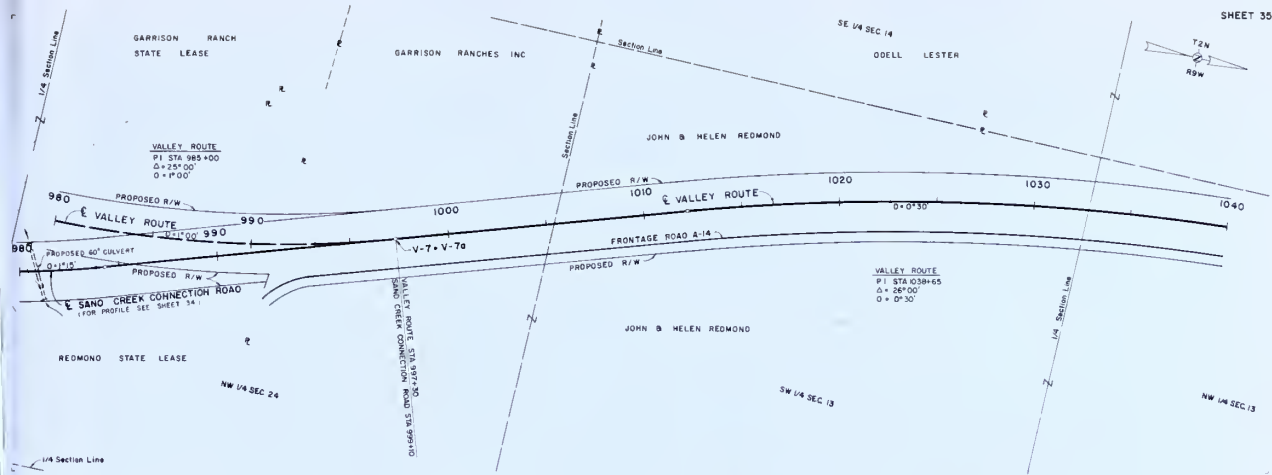 SHEET 35
GARRISON RANCH
STATE LEASE
GARRISON RANCHES INC
Section Line
SE 1/4 SEC 14
ODELL LESTER
T2N
R9W
1/4 Section Line
VALLEY ROUTE
PI STA 985+00
Δ = 25° 00'
D = 1° 00'
JOHN B HELEN REDMOND
Section Line
1/4 Section Line
980
PROPOSED R/W
℄ VALLEY ROUTE
990
D = 1° 00'
990
1000
PROPOSED R/W
1010
℄ VALLEY ROUTE
1020
D = 0° 30'
1030
1040
980
PROPOSED 60" CULVERT
D = 1° 15'
PROPOSED R/W
V-7 = V-7a
FRONTAGE ROAD A-14
PROPOSED R/W
℄ SAND CREEK CONNECTION ROAD
(FOR PROFILE SEE SHEET 34)
VALLEY ROUTE STA 997+30
SAND CREEK CONNECTION ROAD STA 999+10
VALLEY ROUTE
PI STA 1038+65
Δ = 26° 00'
D = 0° 30'
REDMOND STATE LEASE
JOHN B HELEN REDMOND
NW 1/4 SEC 24
SW 1/4 SEC 13
NW 1/4 SEC 13
1/4 Section Line